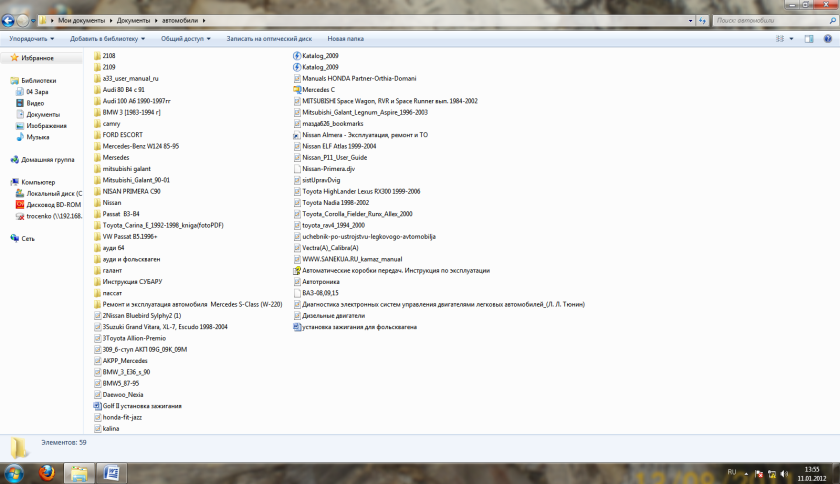 Мои документы ▸ Документы ▸ автомобили ▸
Поиск: автомобили
Упорядочить Добавить в библиотеку Общий доступ Записать на оптический диск Новая папка
Избранное
Библиотеки
04 Зара
Видео
Документы
Изображения
Музыка
Домашняя группа
Компьютер
Локальный диск (C
Дисковод BD-ROM
trocenko (\\192.168.
Сеть
2108
2109
a33_user_manual_ru
Audi 80 B4 c 91
Audi 100 A6 1990-1997гг
BMW 3 [1983-1994 г]
camry
FORD ESCORT
Mercedes-Benz W124 85-95
Mersedes
mitsubishi galant
Mitsubishi_Galant_90-01
NISAN PRIMERA C90
Nissan
Passat B3-B4
Toyota_Carina_E_1992-1998_kniga(fotoPDF)
VW Passat B5.1996+
ауди 64
ауди и фольскваген
галант
Инструкция СУБАРУ
пассат
Ремонт и эксплуатация автомобиля Mercedes S-Class (W-220)
2Nissan Bluebird Sylphy2 (1)
3Suzuki Grand Vitara, XL-7, Escudo 1998-2004
3Toyota Allion-Premio
309_6-ступ АКП 09G_09K_09M
AKPP_Mercedes
BMW_3_E36_s_90
BMW5_87-95
Daewoo_Nexia
Golf установка зажигания
honda-fit-jazz
kalina
Katalog_2009
Katalog_2009
Manuals HONDA Partner-Orthia-Domani
Mercedes C
MITSUBISHI Space Wagon, RVR и Space Runner вып. 1984-2002
Mitsubishi_Galant_Legnum_Aspire_1996-2003
mазда626_bookmarks
Nissan Almera - Эксплуатация, ремонт и ТО
Nissan ELF Atlas 1999-2004
Nissan_P11_User_Guide
Nissan-Primera.djv
sistUpravDvig
Toyota HighLander Lexus RX300 1999-2006
Toyota Nadia 1998-2002
Toyota_Corolla_Fielder_Runx_Allex_2000
toyota_rav4_1994_2000
uchebnik-po-ustrojstvu-legkovogo-avtomobilja
Vectra(A)_Calibra(A)
WWW.SANEKUA.RU_kamaz_manual
Автоматические коробки передач. Инструкция по эксплуатации
Автотроника
ВАЗ-08,09,15
Диагностика электронных систем управления двигателями легковых автомобилей_(Л. Л. Тюнин)
Дизельные двигатели
установка зажигания для фольсквагена
Элементов: 59
RU
13:55
11.01.2012